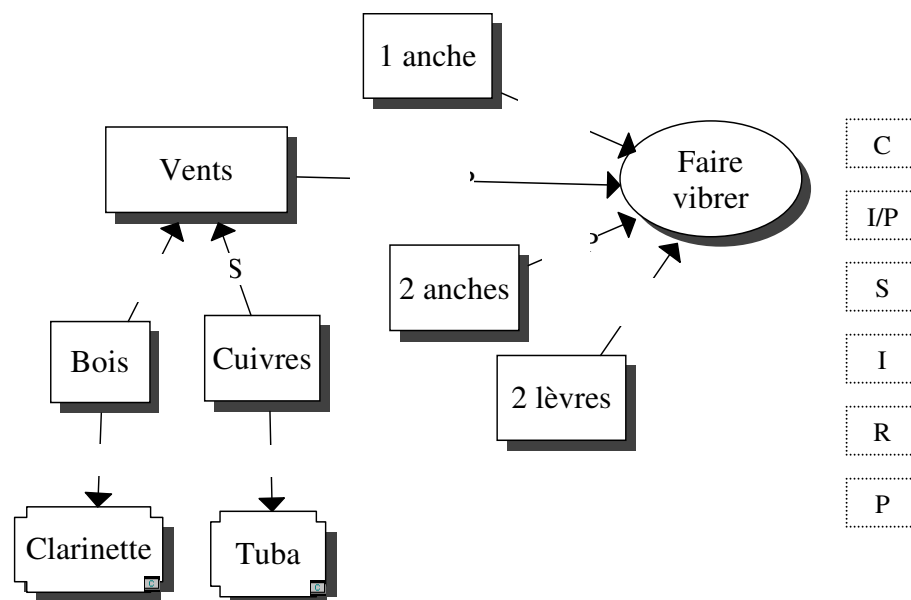 1 anche
Vents
Faire
vibrer
C
I/P
S
S
2 anches
I
Bois
Cuivres
2 lèvres
R
P
Clarinette
Tuba
C
C